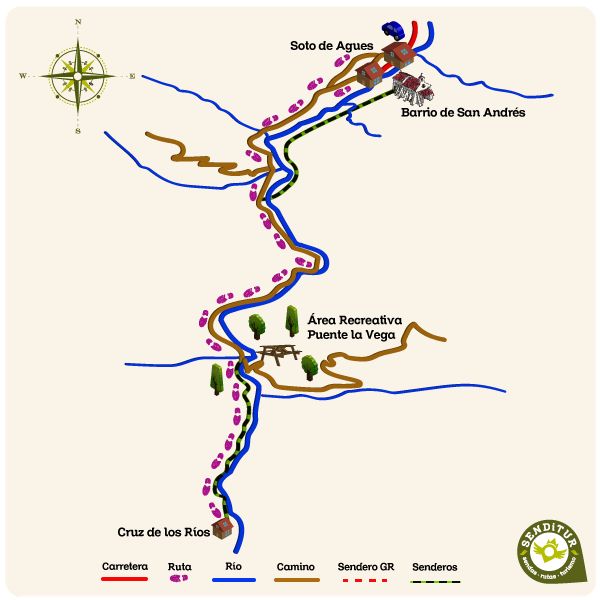 N
W
E
S
Soto de Agues
Barrio de San Andrés
Área Recreativa
Puente la Vega
Cruz de los Ríos
Carretera Ruta Río Camino Sendero GR Senderos
SENDITUR
sendas · rutas · turismo